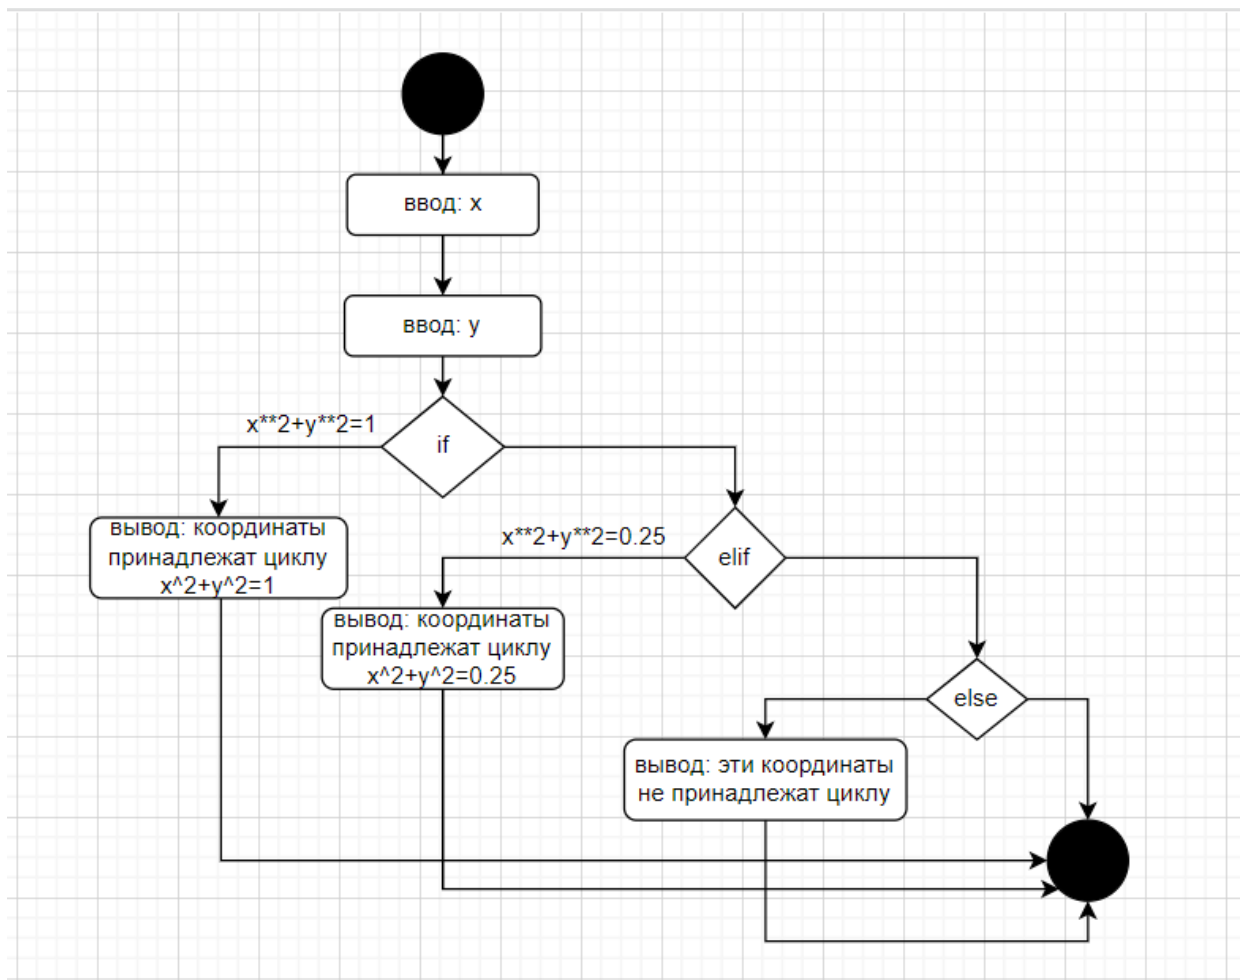 ввод: x
ввод: y
x**2+y**2=1
if
вывод: координаты
принадлежат циклу
x^2+y^2=1
x**2+y**2=0.25
elif
вывод: координаты
принадлежат циклу
x^2+y^2=0.25
else
вывод: эти координаты
не принадлежат циклу